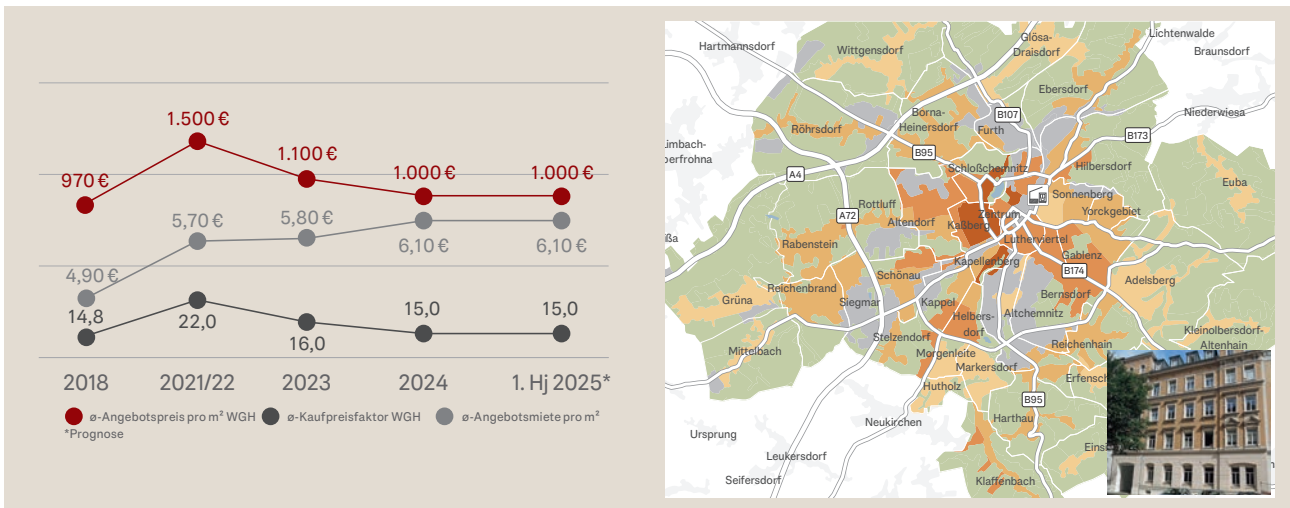 1.500 €
1.100 €
970 €
1.000 €
1.000 €
5,70 €
5,80 €
4,90 €
6,10 €
6,10 €
14,8
22,0
16,0
15,0
15,0
2018
2021/22
2023
2024
1. Hj 2025*
ø-Angebotspreis pro m² WGH
ø-Kaufpreisfaktor WGH
ø-Angebotsmiete pro m²
*Prognose
Hartmannsdorf
Wittgensdorf
Glösa-
Draisdorf
Lichtenwalde
Braunsdorf
Ebersdorf
Niederwiesa
Borna-
Heinersdorf
B107
Furth
Röhrsdorf
B173
B95
Schloßchemnitz
Hilbersdorf
A4
Euba
Sonnenberg
Yorckgebiet
Rottluff
A72
Altendorf
Zentrum
Kaßberg
Lutherviertel
Rabenstein
Kapellenberg
Gablenz
B174
Schönau
Adelsberg
Reichenbrand
Bernsdorf
Grüna
Siegmar
Kappel
Altchemnitz
Helbers-
dorf
Kleinolbersdorf-
Altenhain
Stelzendorf
Reichenhain
Mittelbach
Morgenleite
Markersdorf
Hutholz
B95
Harthau
Neukirchen
Ursprung
Leukersdorf
Seifersdorf
Klaffenbach